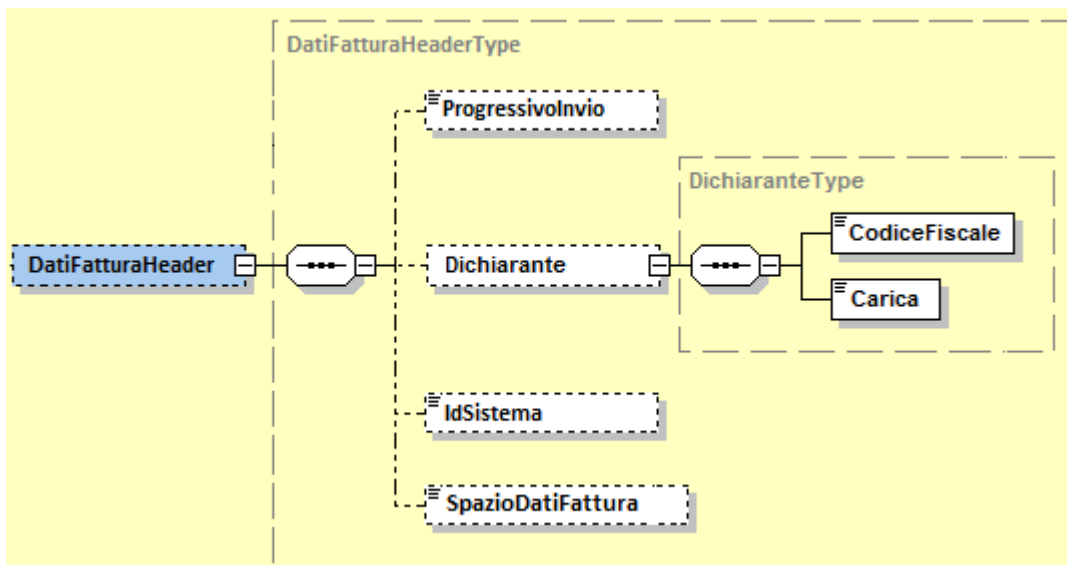 DatiFatturaHeaderType
ProgressivoInvio
DichiaranteType
CodiceFiscale
DatiFatturaHeader
Dichiarante
Carica
IdSistema
SpazioDatiFattura